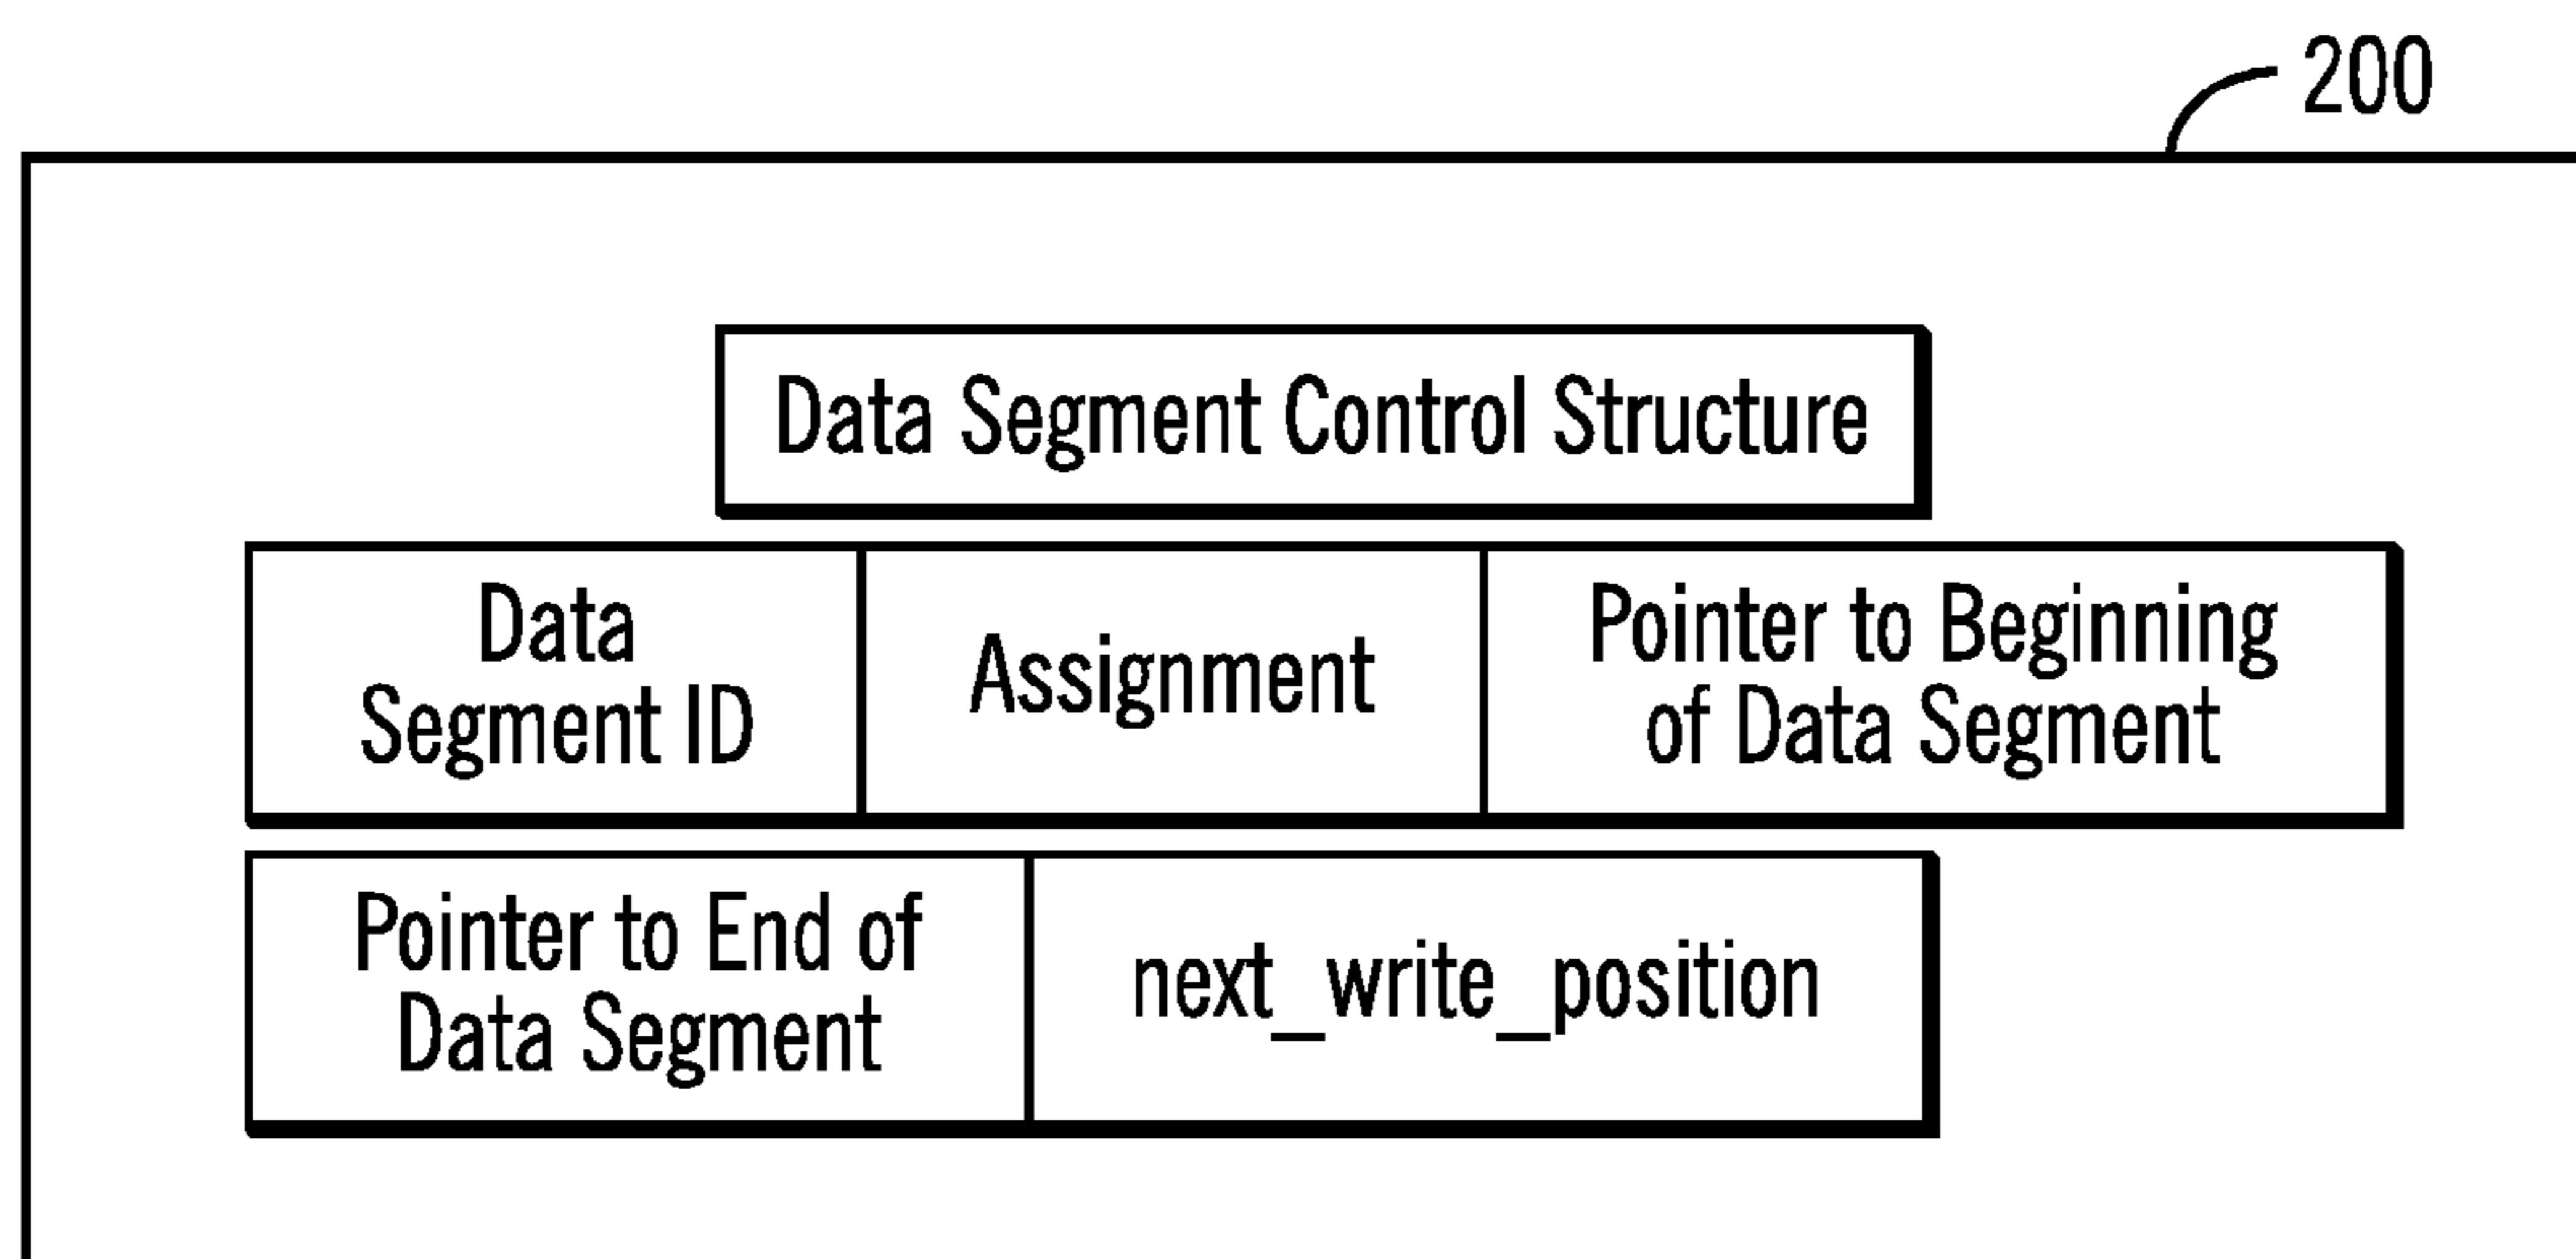 200
Data Segment Control Structure
Data
Segment ID
Assignment
Pointer to Beginning
of Data Segment
Pointer to End of
Data Segment
next_write_position